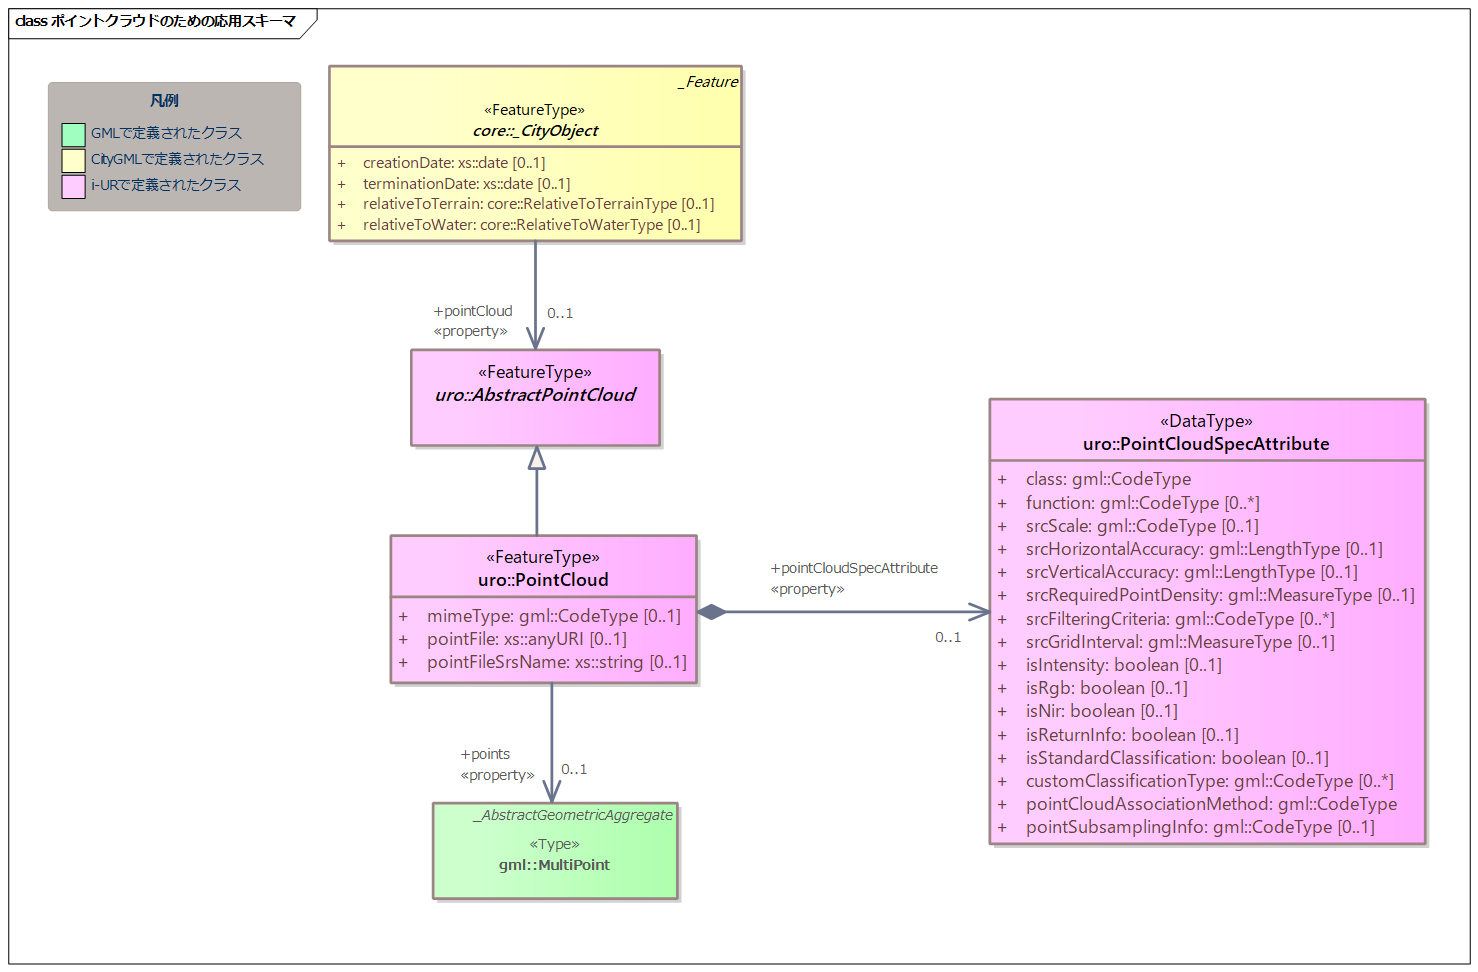 class ポイントクラウドのための応用スキーマ
凡例
GMLで定義されたクラス
CityGMLで定義されたクラス
i-URで定義されたクラス
_Feature
«FeatureType»
core::_CityObject
+ creationDate: xs::date [0..1]
+ terminationDate: xs::date [0..1]
+ relativeToTerrain: core::RelativeToTerrainType [0..1]
+ relativeToWater: core::RelativeToWaterType [0..1]
+pointCloud
«property»
0..1
«FeatureType»
uro::AbstractPointCloud
«FeatureType»
uro::PointCloud
+ mimeType: gml::CodeType [0..1]
+ pointFile: xs::anyURI [0..1]
+ pointFileSrsName: xs::string [0..1]
+pointCloudSpecAttribute
«property»
0..1
«DataType»
uro::PointCloudSpecAttribute
+ class: gml::CodeType
+ function: gml::CodeType [0..*]
+ srcScale: gml::CodeType [0..1]
+ srcHorizontalAccuracy: gml::LengthType [0..1]
+ srcVerticalAccuracy: gml::LengthType [0..1]
+ srcRequiredPointDensity: gml::MeasureType [0..1]
+ srcFilteringCriteria: gml::CodeType [0..*]
+ srcGridInterval: gml::MeasureType [0..1]
+ isIntensity: boolean [0..1]
+ isRgb: boolean [0..1]
+ isNir: boolean [0..1]
+ isReturnInfo: boolean [0..1]
+ isStandardClassification: boolean [0..1]
+ customClassificationType: gml::CodeType [0..*]
+ pointCloudAssociationMethod: gml::CodeType
+ pointSubsamplingInfo: gml::CodeType [0..1]
+points
«property»
0..1
_AbstractGeometricAggregate
«Type»
gml::MultiPoint